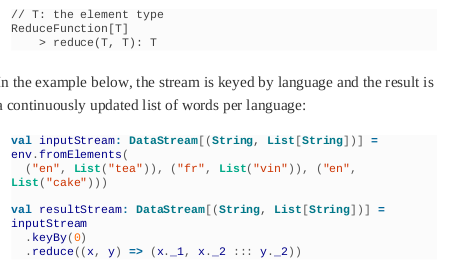 // T: the element type
ReduceFunction[T]
    > reduce(T, T): T
In the example below, the stream is keyed by language and the result is
a continuously updated list of words per language:
val inputStream: DataStream[(String, List[String])] =
env.fromElements(
  ("en", List("tea")), ("fr", List("vin")), ("en",
List("cake")))
val resultStream: DataStream[(String, List[String])] =
inputStream
  .keyBy(0)
  .reduce((x, y) => (x._1, x._2 ::: y._2))